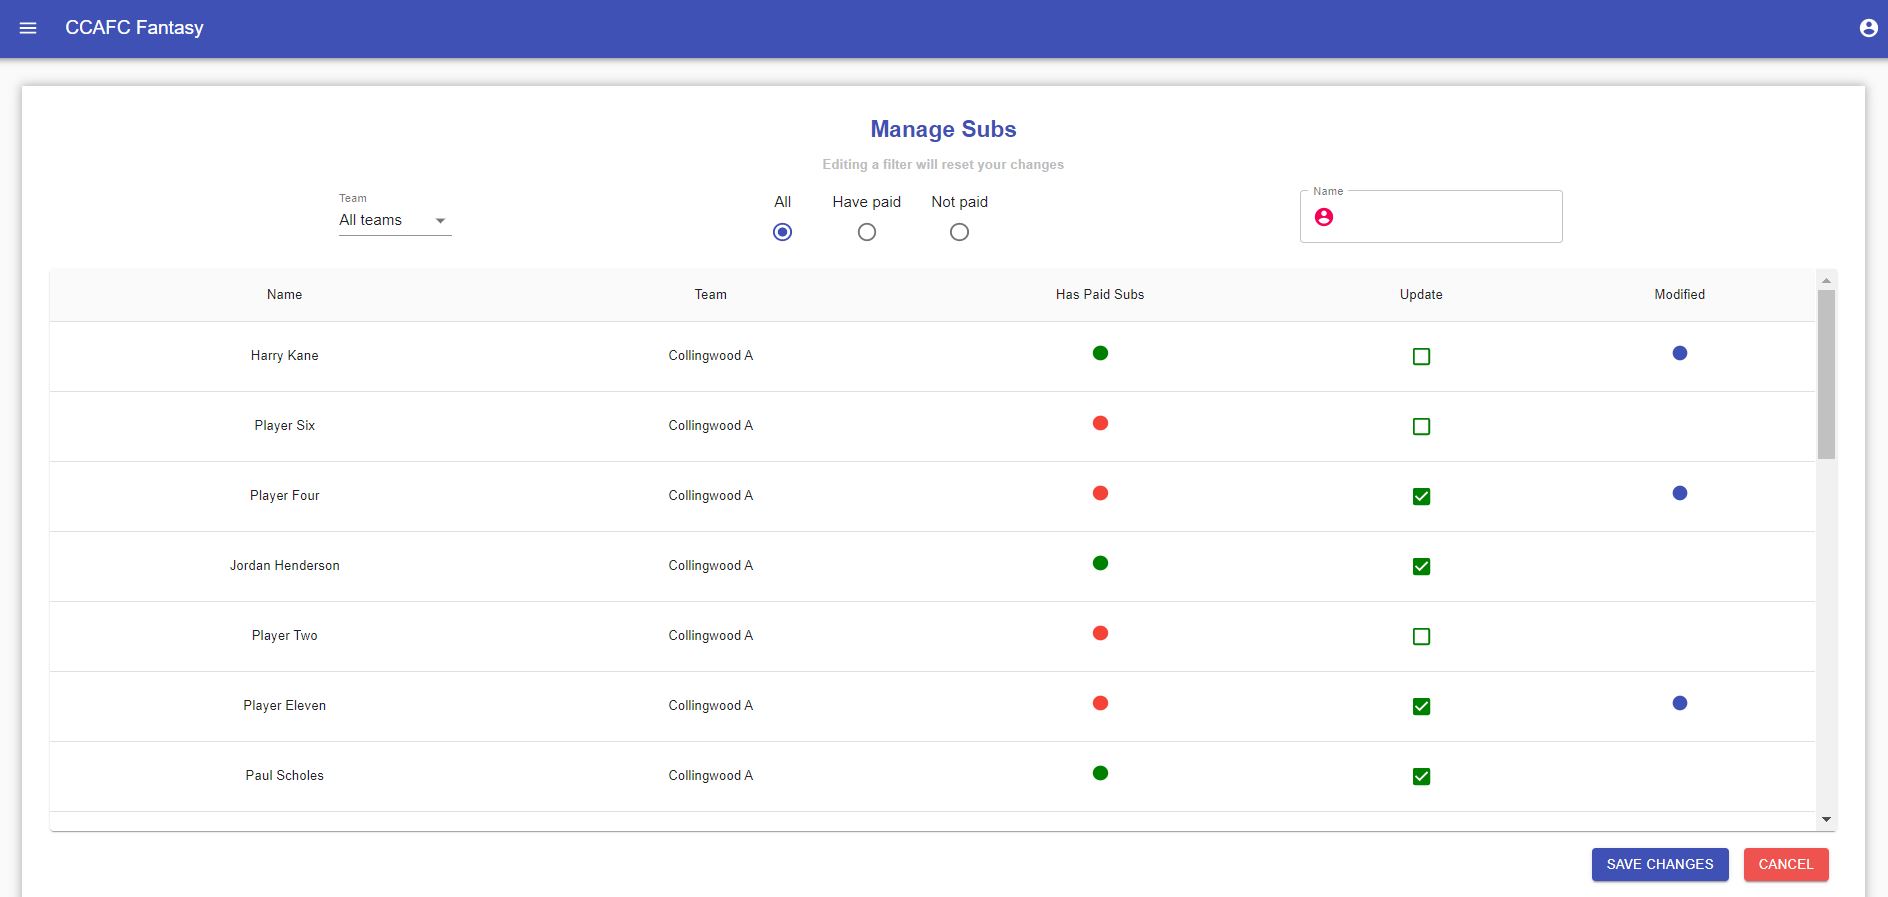 CCAFC Fantasy
Manage Subs
Editing a filter will reset your changes
Team
All teams
All Have paid Not paid
Name
Name Team Has Paid Subs Update Modified
Harry Kane Collingwood A
Player Six Collingwood A
Player Four Collingwood A
Jordan Henderson Collingwood A
Player Two Collingwood A
Player Eleven Collingwood A
Paul Scholes Collingwood A
SAVE CHANGES CANCEL